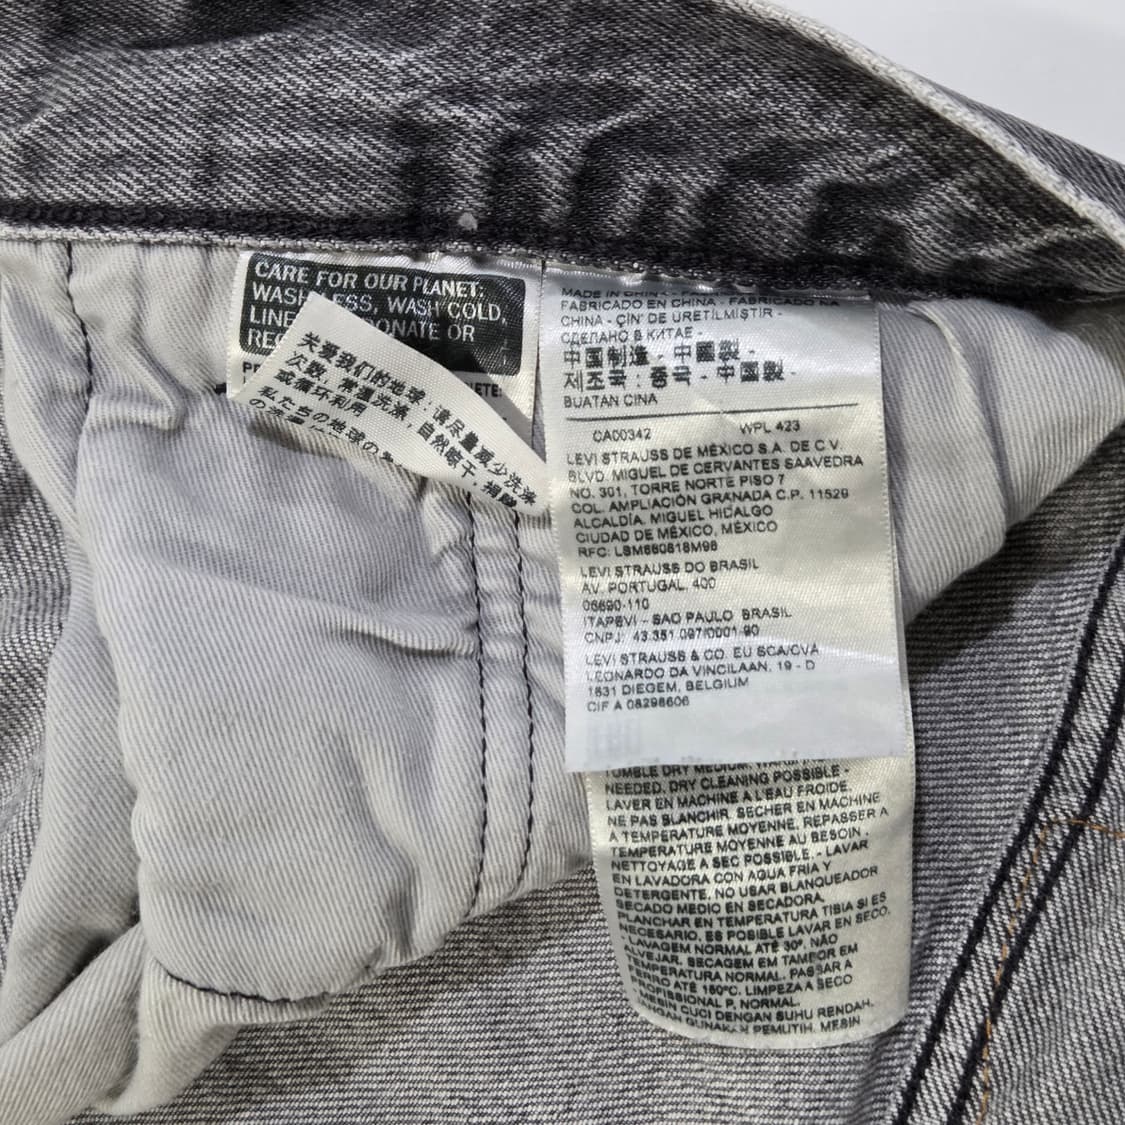 CARE FOR OUR PLANET:
WASH LESS, WASH COLD,
LINE DONATE OR
关爱我们的地球:请尽量减少洗涤
次数,常温洗涤,自然晾干,捐赠
或循环利用
私たちの地球の
MADE IN CHINA -
FABRICADO EN CHINA - FABRICADO NA
CHINA - ÇİN' DE ÜRETİLMİŞTİR -
СДЕЛАНО В КИТАЕ -
中国制造 - 中國製 -
제조국 : 중국 - 中國製 -
BUATAN CINA
CA00342 WPL 423
LEVI STRAUSS DE MÉXICO S.A. DE C.V.
BLVD. MIGUEL DE CERVANTES SAAVEDRA
NO. 301, TORRE NORTE PISO 7
COL. AMPLIACIÓN GRANADA C.P. 11529
ALCALDÍA. MIGUEL HIDALGO
CIUDAD DE MÉXICO, MÉXICO
RFC: LSM860818M98
LEVI STRAUSS DO BRASIL
AV. PORTUGAL, 400
06690-110
ITAPEVI - SAO PAULO BRASIL
CNPJ: 43.351.097/0001-90
LEVI STRAUSS & CO. EU SCA/CVA
LEONARDO DA VINCILAAN, 19 - D
1831 DIEGEM, BELGIUM
CIF A 08298606
TUMBLE DRY MEDIUM.
NEEDED. DRY CLEANING POSSIBLE -
LAVER EN MACHINE A L'EAU FROIDE.
NE PAS BLANCHIR. SECHER EN MACHINE
A TEMPERATURE MOYENNE. REPASSER A
TEMPERATURE MOYENNE AU BESOIN.
NETTOYAGE A SEC POSSIBLE. - LAVAR
EN LAVADORA CON AGUA FRIA Y
DETERGENTE. NO USAR BLANQUEADOR
SECADO MEDIO EN SECADORA.
PLANCHAR EN TEMPERATURA TIBIA SI ES
NECESARIO. ES POSIBLE LAVAR EN SECO.
- LAVAGEM NORMAL ATÉ 30º. NÃO
ALVEJAR. SECAGEM EM TAMBOR EM
TEMPERATURA NORMAL. PASSAR A
FERRO ATÉ 150ºC. LIMPEZA A SECO
PROFISSIONAL P, NORMAL.
- MESIN CUCI DENGAN SUHU RENDAH.
JANGAN GUNAKAN PEMUTIH. MESIN